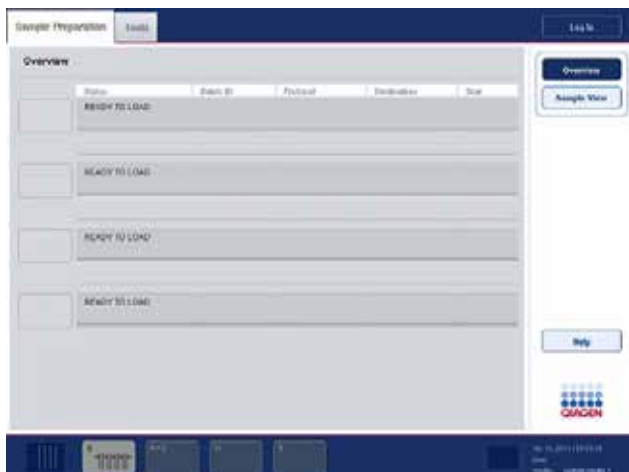 Sample Preparation Tools Log In
Overview
Overview
Status Batch ID Protocol Destination Time
Sample View
READY TO LOAD
READY TO LOAD
READY TO LOAD
READY TO LOAD
Help
QIAGEN